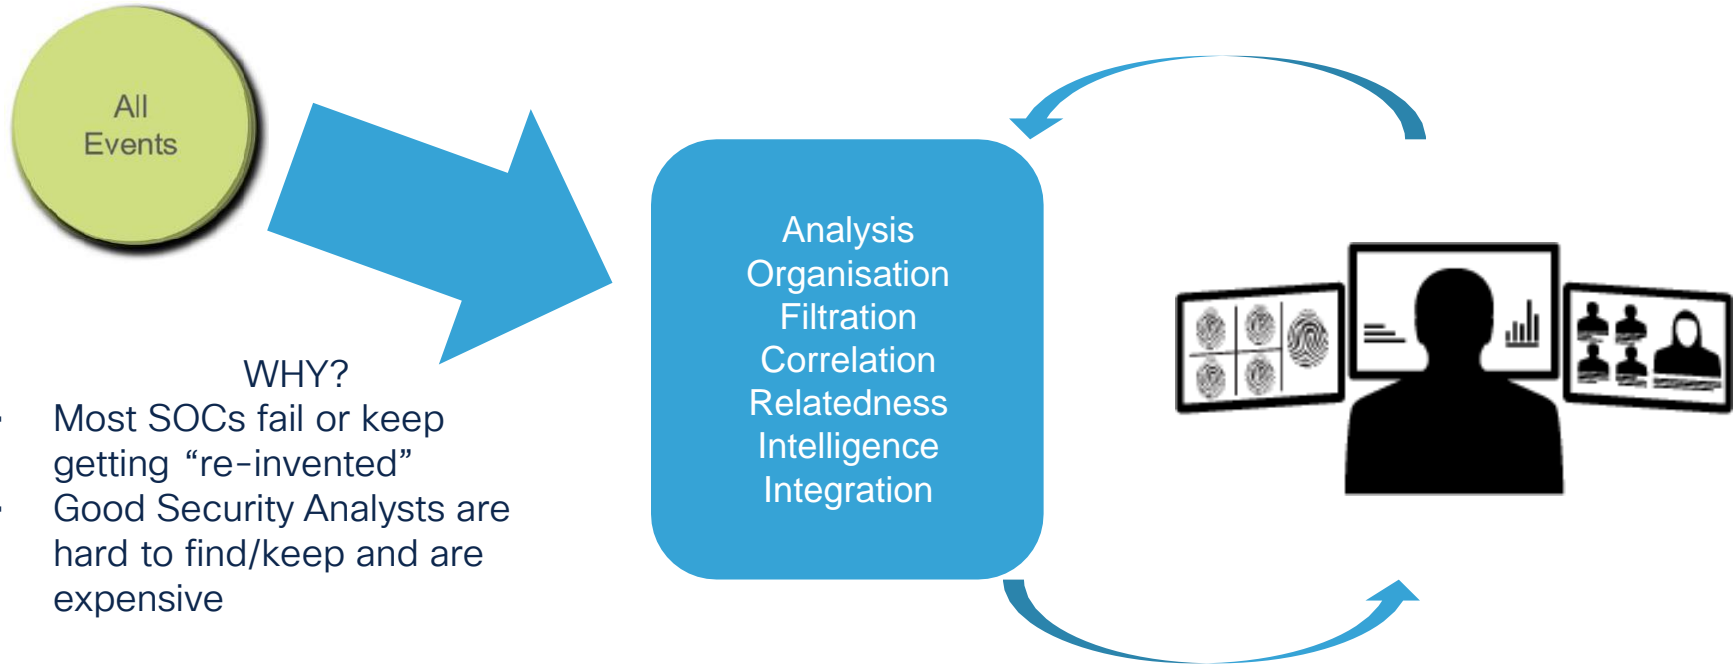 All
Events
WHY?
· Most SOCs fail or keep
getting “re-invented”
· Good Security Analysts are
hard to find/keep and are
expensive
Analysis
Organisation
Filtration
Correlation
Relatedness
Intelligence
Integration